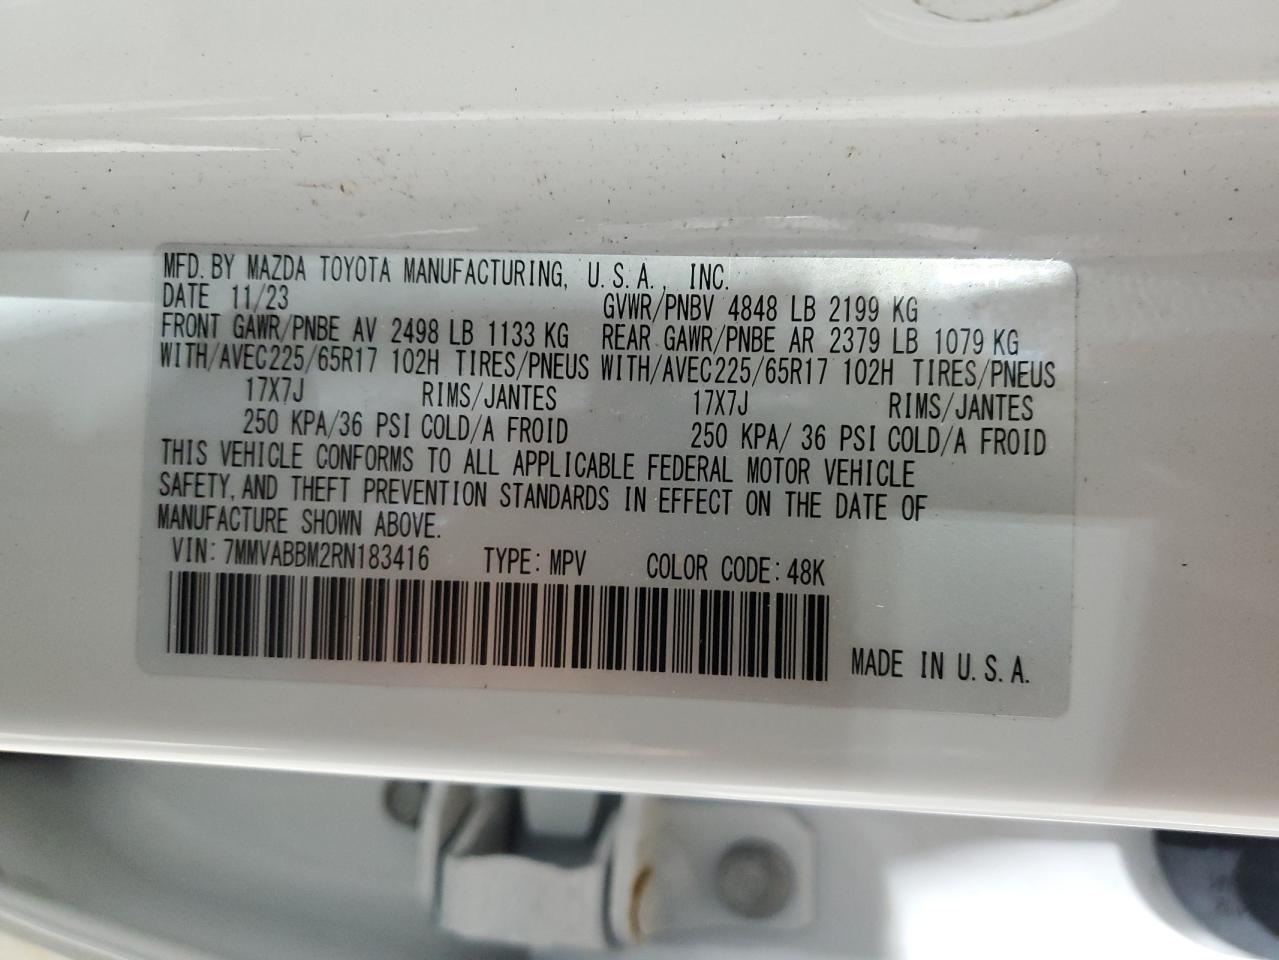 MFD. BY MAZDA TOYOTA MANUFACTURING, U.S.A., INC.
DATE 11/23 GVWR/PNBV 4848 LB 2199 KG
FRONT GAWR/PNBE AV 2498 LB 1133 KG REAR GAWR/PNBE AR 2379 LB 1079 KG
WITH/AVEC225/65R17 102H TIRES/PNEUS WITH/AVEC225/65R17 102H TIRES/PNEUS
17X7J RIMS/JANTES 17X7J RIMS/JANTES
250 KPA/36 PSI COLD/A FROID 250 KPA/ 36 PSI COLD/A FROID
THIS VEHICLE CONFORMS TO ALL APPLICABLE FEDERAL MOTOR VEHICLE
SAFETY, AND THEFT PREVENTION STANDARDS IN EFFECT ON THE DATE OF
MANUFACTURE SHOWN ABOVE.
VIN: 7MMVABBM2RN183416 TYPE: MPV COLOR CODE: 48K
MADE IN U.S.A.